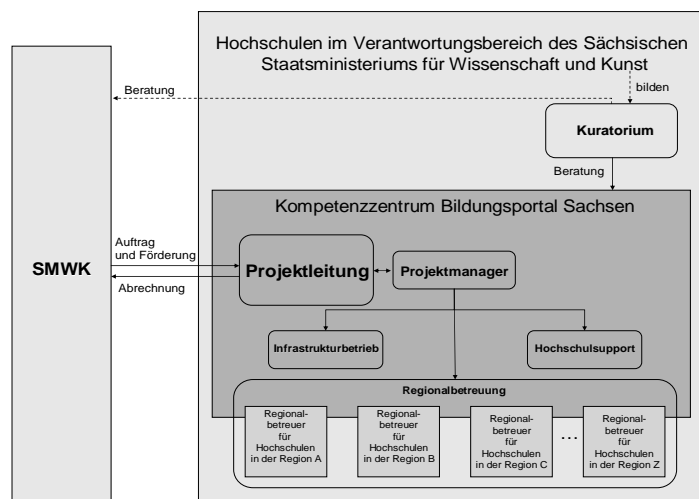 Hochschulen im Verantwortungsbereich des Sächsischen
Staatsministeriums für Wissenschaft und Kunst
Beratung
bilden
Kuratorium
Beratung
Kompetenzzentrum Bildungsportal Sachsen
Auftrag
und Förderung
SMWK
Projektleitung
Projektmanager
Abrechnung
Infrastrukturbetrieb
Hochschulsupport
Regionalbetreuung
Regional-
betreuer
für
Hochschulen
in der Region A
Regional-
betreuer
für
Hochschulen
in der Region B
Regional-
betreuer
für
Hochschulen
in der Region C
...
Regional-
betreuer
für
Hochschulen
in der Region Z